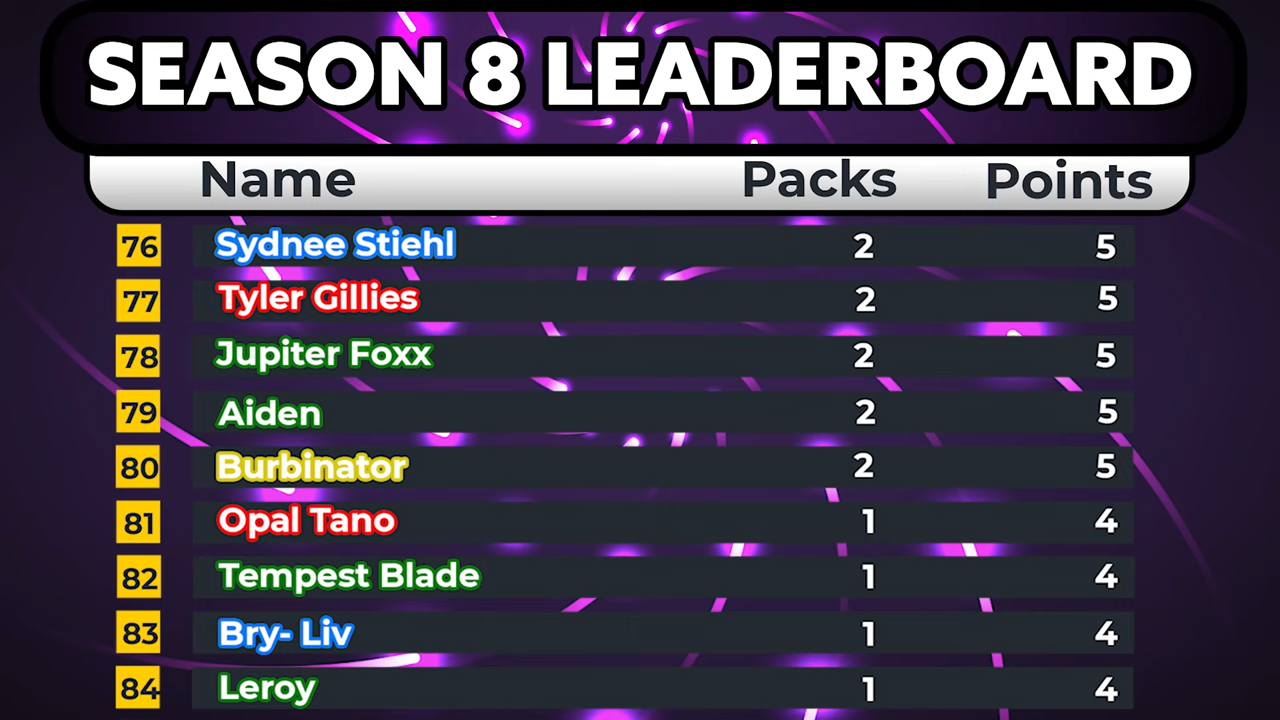 SEASON 8 LEADERBOARD
Name Packs Points
76 Sydnee Stiehl 2 5
77 Tyler Gillies 2 5
78 Jupiter Foxx 2 5
79 Aiden 2 5
80 Burbinator 2 5
81 Opal Tano 1 4
82 Tempest Blade 1 4
83 Bry- Liv 1 4
84 Leroy 1 4